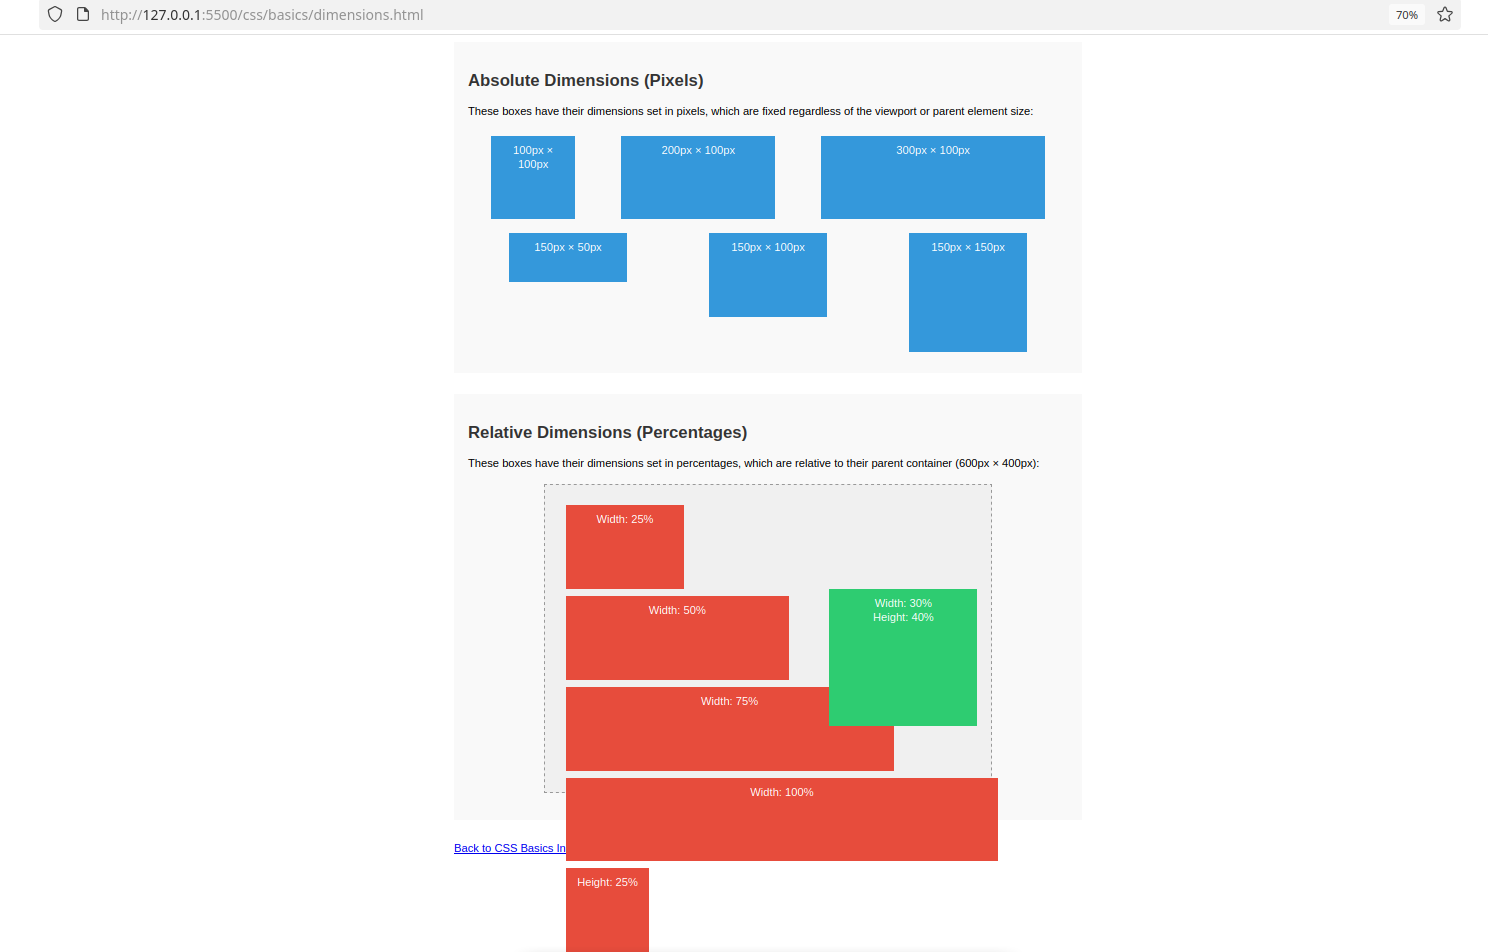 http://127.0.0.1:5500/css/basics/dimensions.html
70%
Absolute Dimensions (Pixels)
These boxes have their dimensions set in pixels, which are fixed regardless of the viewport or parent element size:
100px ×
100px
200px × 100px
300px × 100px
150px × 50px
150px × 100px
150px × 150px
Relative Dimensions (Percentages)
These boxes have their dimensions set in percentages, which are relative to their parent container (600px × 400px):
Width: 25%
Width: 50%
Width: 30%
Height: 40%
Width: 75%
Width: 100%
Back to CSS Basics In
Height: 25%